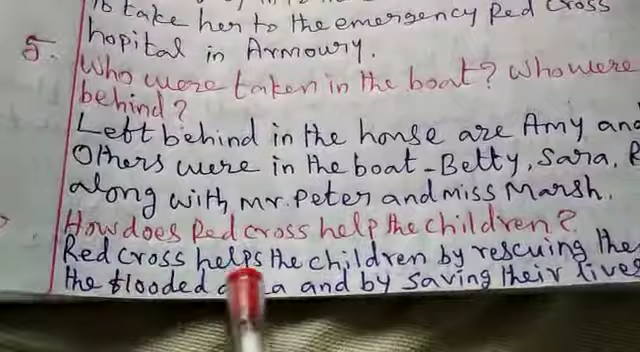 to take her to the emergency Red Cross
hopital in Armoury.
5. Who were taken in the boat? Who were
behind?
Left behind in the house are Amy and
Others were in the boat - Betty, Sara,
along with Mr. Peter and miss Marsh.
How does Red cross help the children?
Red cross helps the children by rescuing
the flooded and by saving their lives